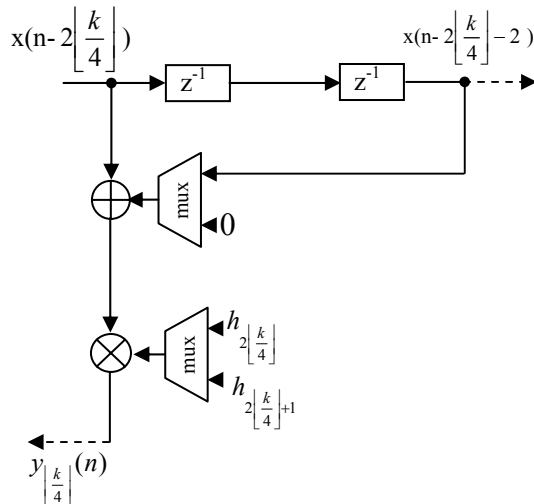 x(n- 2⌊k/4⌋)
x(n- 2⌊k/4⌋ − 2 )
z⁻¹
z⁻¹
mux
0
mux
h_{2⌊k/4⌋}
h_{2⌊k/4⌋+1}
y_{⌊k/4⌋}(n)